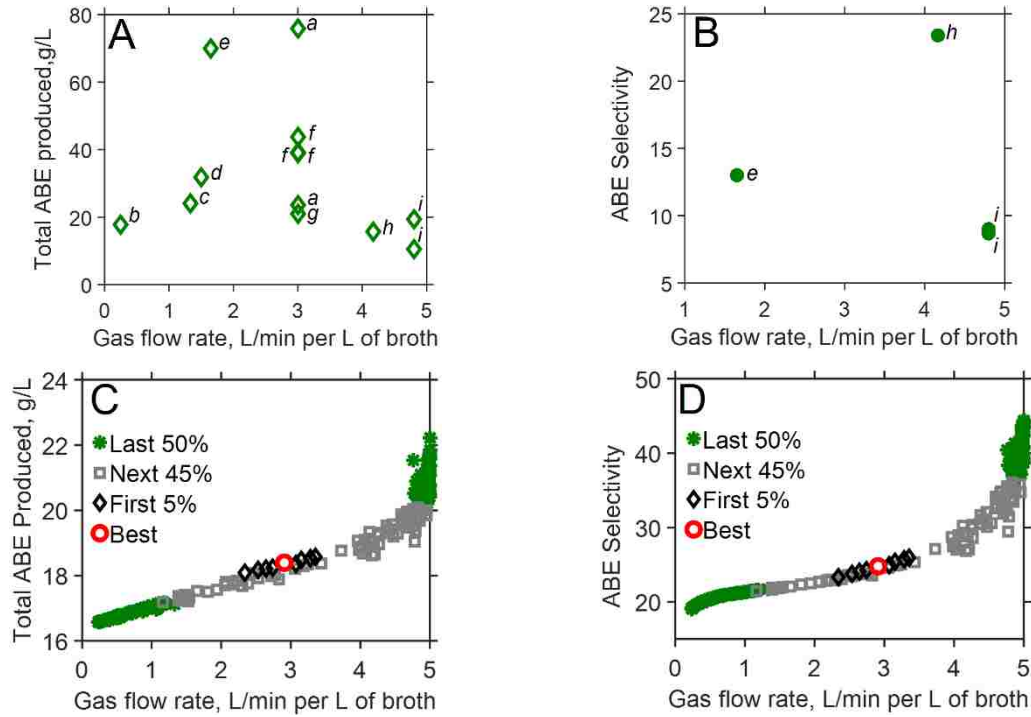 A
Total ABE produced,g/L
80
60
40
20
0
a
e
f
f f
d
c
a
g
b
h
i
i
0 1 2 3 4 5
Gas flow rate, L/min per L of broth
B
ABE Selectivity
25
20
15
10
5
h
e
i
i
1 2 3 4 5
Gas flow rate, L/min per L of broth
C
Total ABE Produced, g/L
24
22
20
18
16
Last 50%
Next 45%
First 5%
Best
0 1 2 3 4 5
Gas flow rate, L/min per L of broth
D
ABE Selectivity
50
40
30
20
Last 50%
Next 45%
First 5%
Best
0 1 2 3 4 5
Gas flow rate, L/min per L of broth